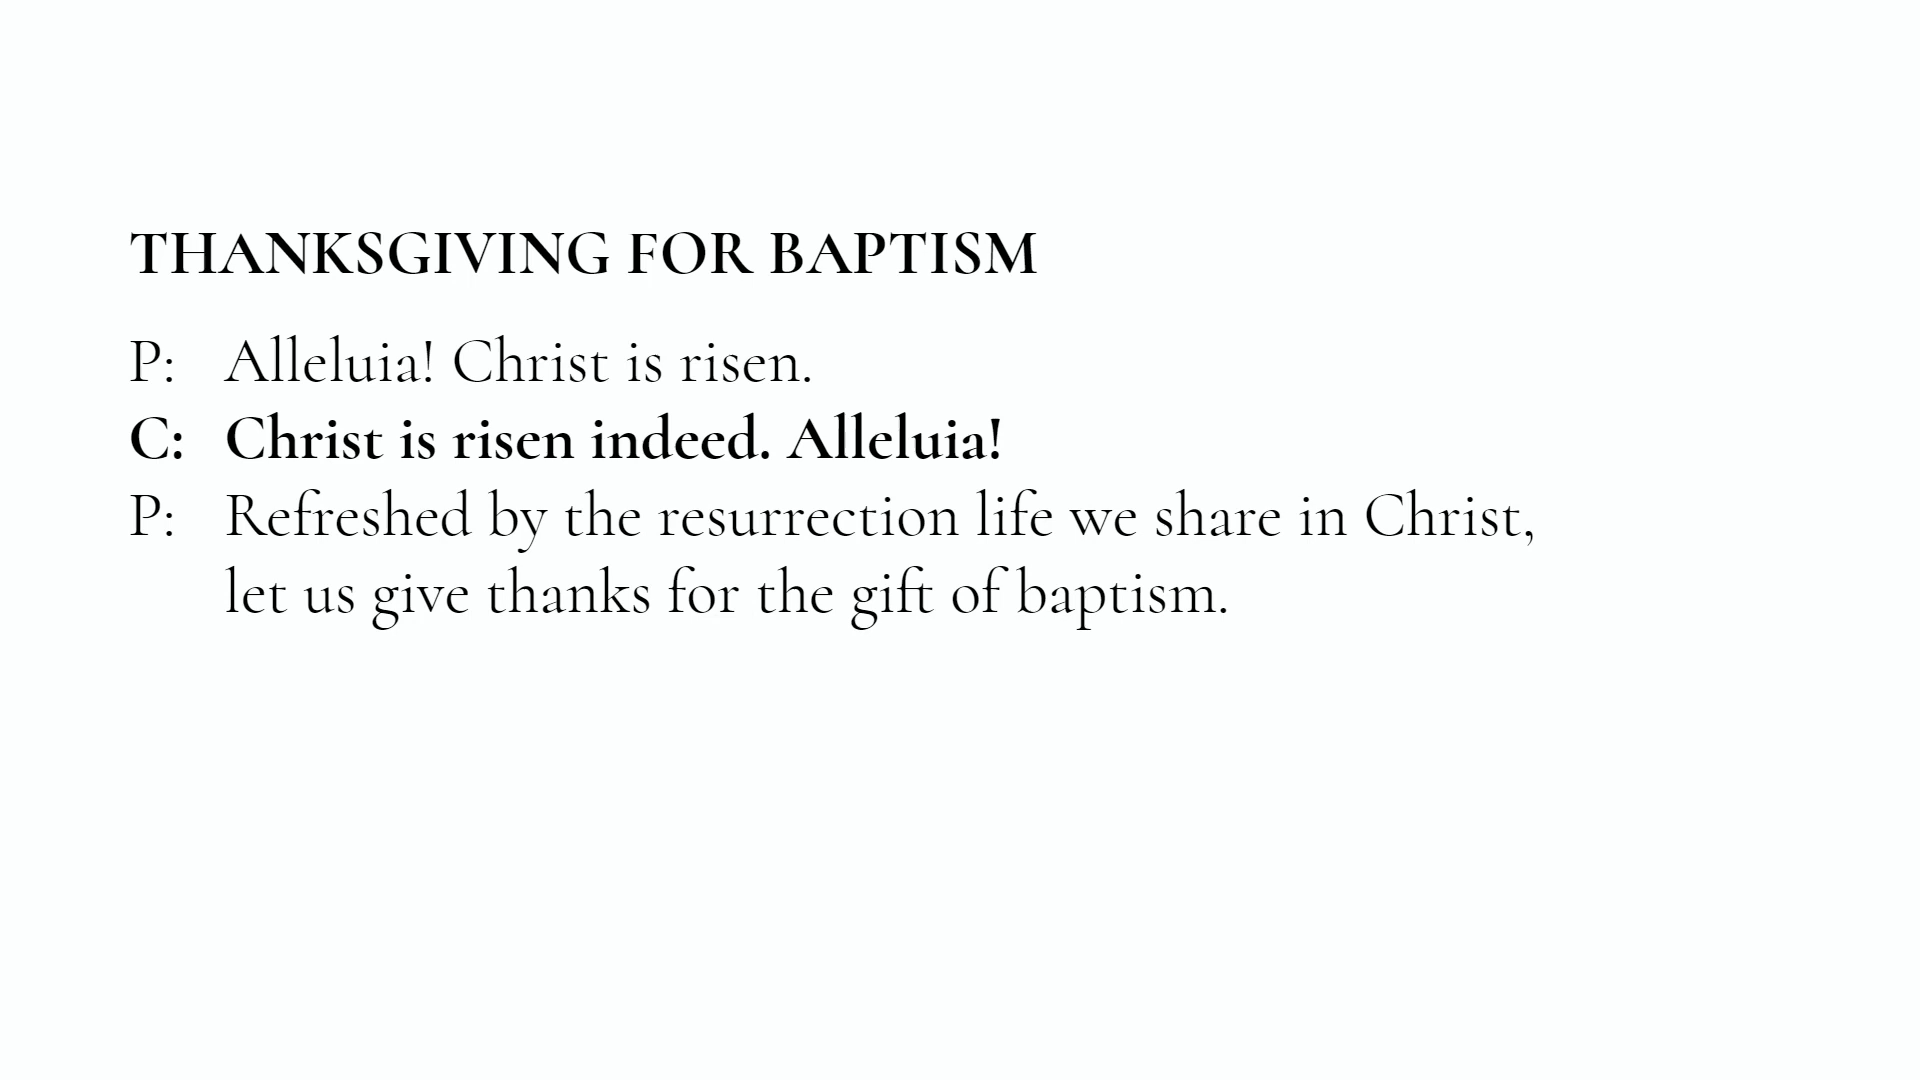 THANKSGIVING FOR BAPTISM
P: Alleluia! Christ is risen.
C: Christ is risen indeed. Alleluia!
P: Refreshed by the resurrection life we share in Christ,
let us give thanks for the gift of baptism.